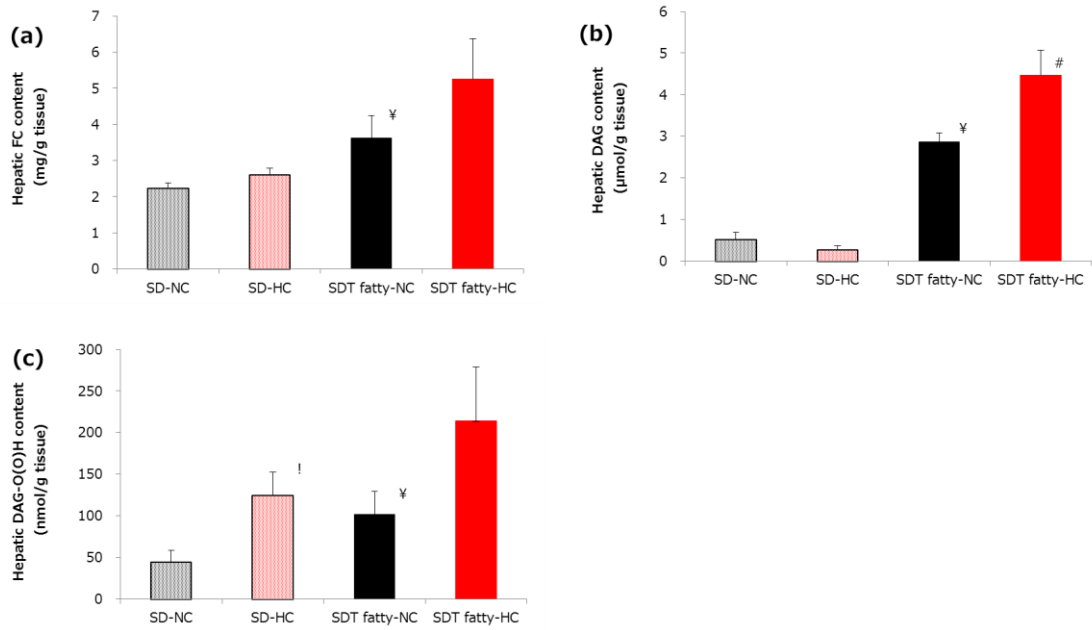 (a)
Hepatic FC content
(mg/g tissue)
7
6
5
4
3
2
1
0
¥
SD-NC SD-HC SDT fatty-NC SDT fatty-HC
(b)
Hepatic DAG content
(μmol/g tissue)
6
5
4
3
2
1
0
¥
#
SD-NC SD-HC SDT fatty-NC SDT fatty-HC
(c)
Hepatic DAG-O(O)H content
(nmol/g tissue)
300
250
200
150
100
50
0
!
¥
SD-NC SD-HC SDT fatty-NC SDT fatty-HC